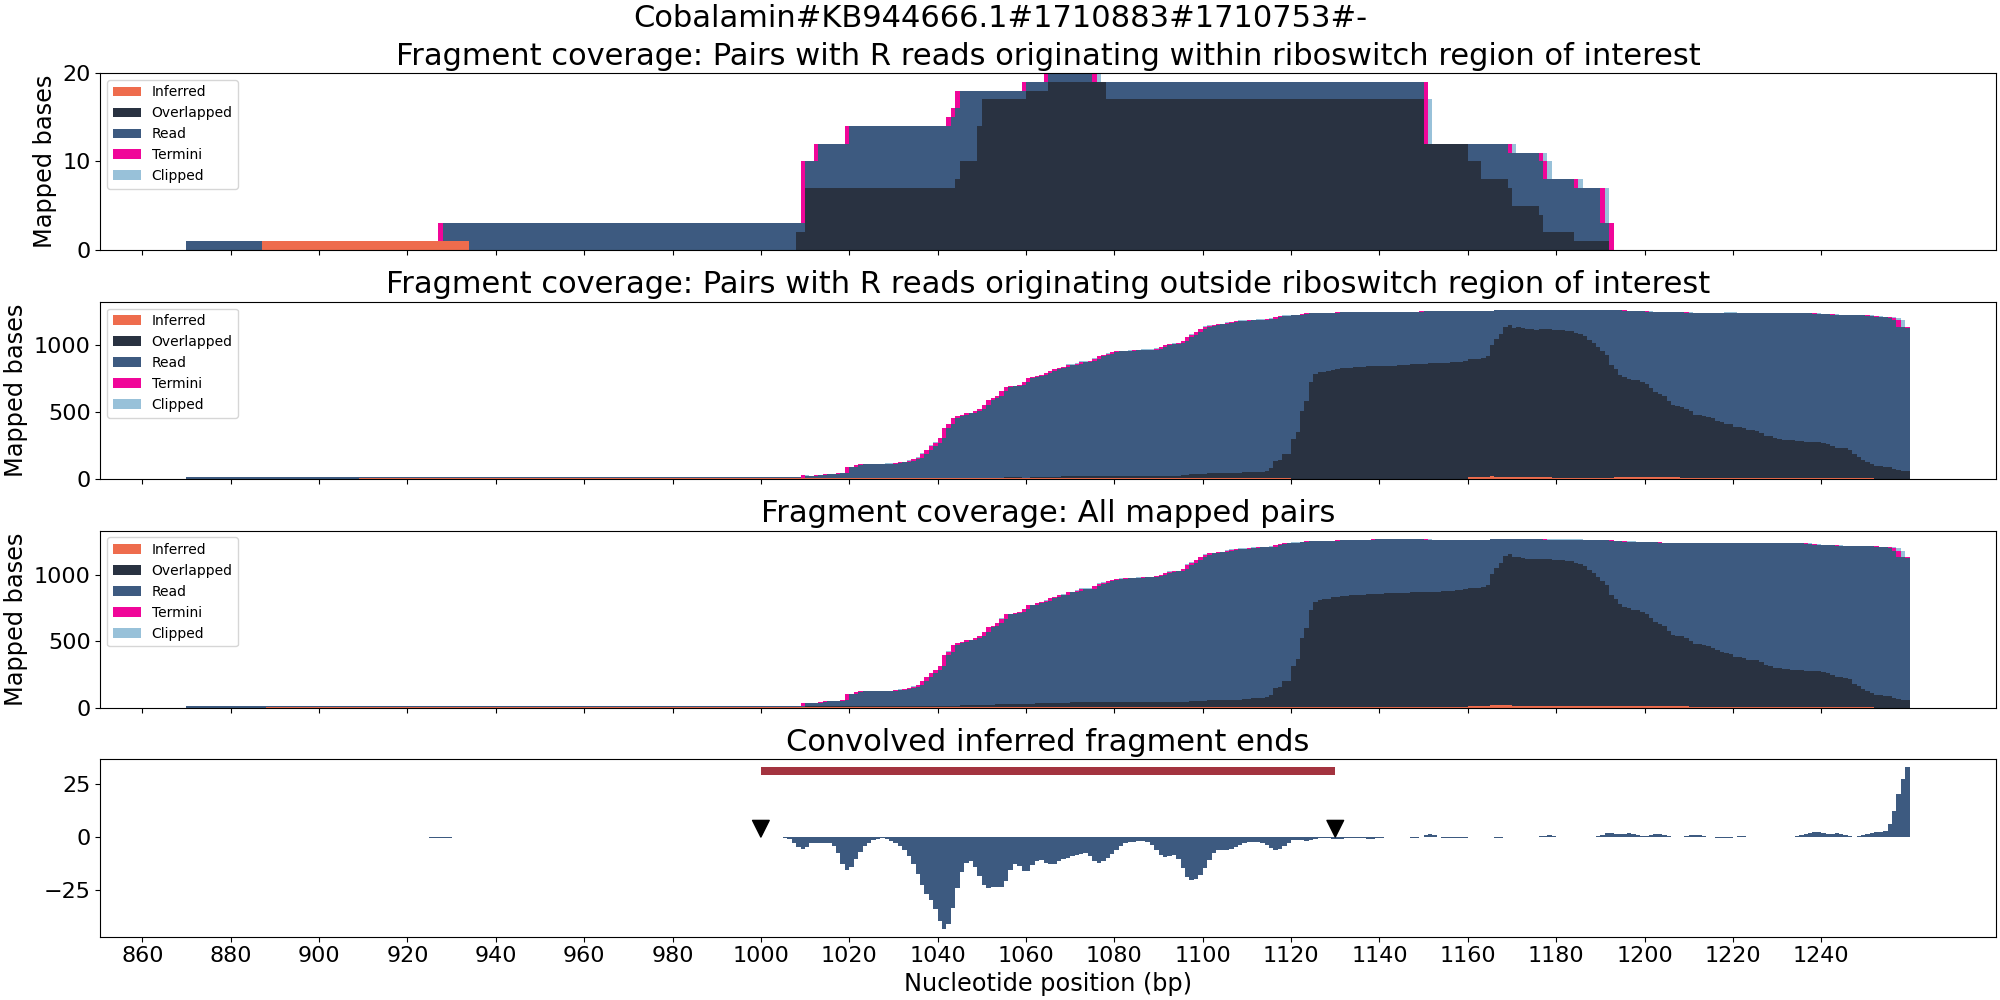 Cobalamin#KB944666.1#1710883#1710753#-
Fragment coverage: Pairs with R reads originating within riboswitch region of interest
Mapped bases
20
10
0
Inferred
Overlapped
Read
Termini
Clipped
Fragment coverage: Pairs with R reads originating outside riboswitch region of interest
Mapped bases
1000
500
0
Inferred
Overlapped
Read
Termini
Clipped
Fragment coverage: All mapped pairs
Mapped bases
1000
500
0
Inferred
Overlapped
Read
Termini
Clipped
Convolved inferred fragment ends
25
0
−25
860 880 900 920 940 960 980 1000 1020 1040 1060 1080 1100 1120 1140 1160 1180 1200 1220 1240
Nucleotide position (bp)